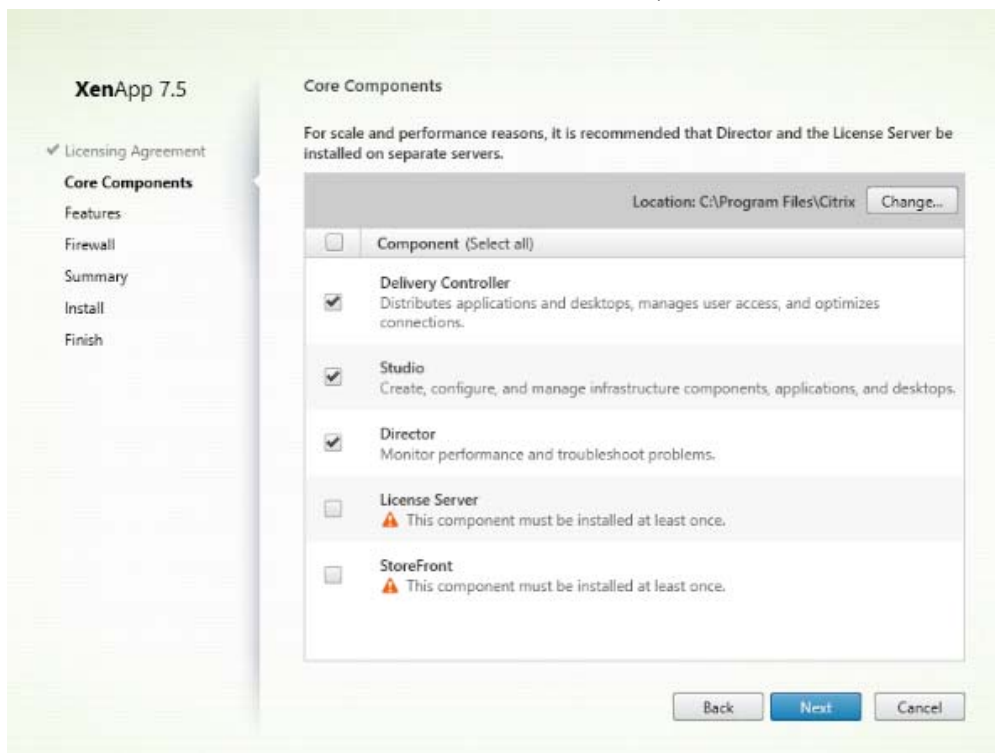 XenApp 7.5
Licensing Agreement
Core Components
Features
Firewall
Summary
Install
Finish
Core Components
For scale and performance reasons, it is recommended that Director and the License Server be
installed on separate servers.
Location: C:\Program Files\Citrix
Change...
Component (Select all)
Delivery Controller
Distributes applications and desktops, manages user access, and optimizes
connections.
Studio
Create, configure, and manage infrastructure components, applications, and desktops.
Director
Monitor performance and troubleshoot problems.
License Server
This component must be installed at least once.
StoreFront
This component must be installed at least once.
Back
Next
Cancel